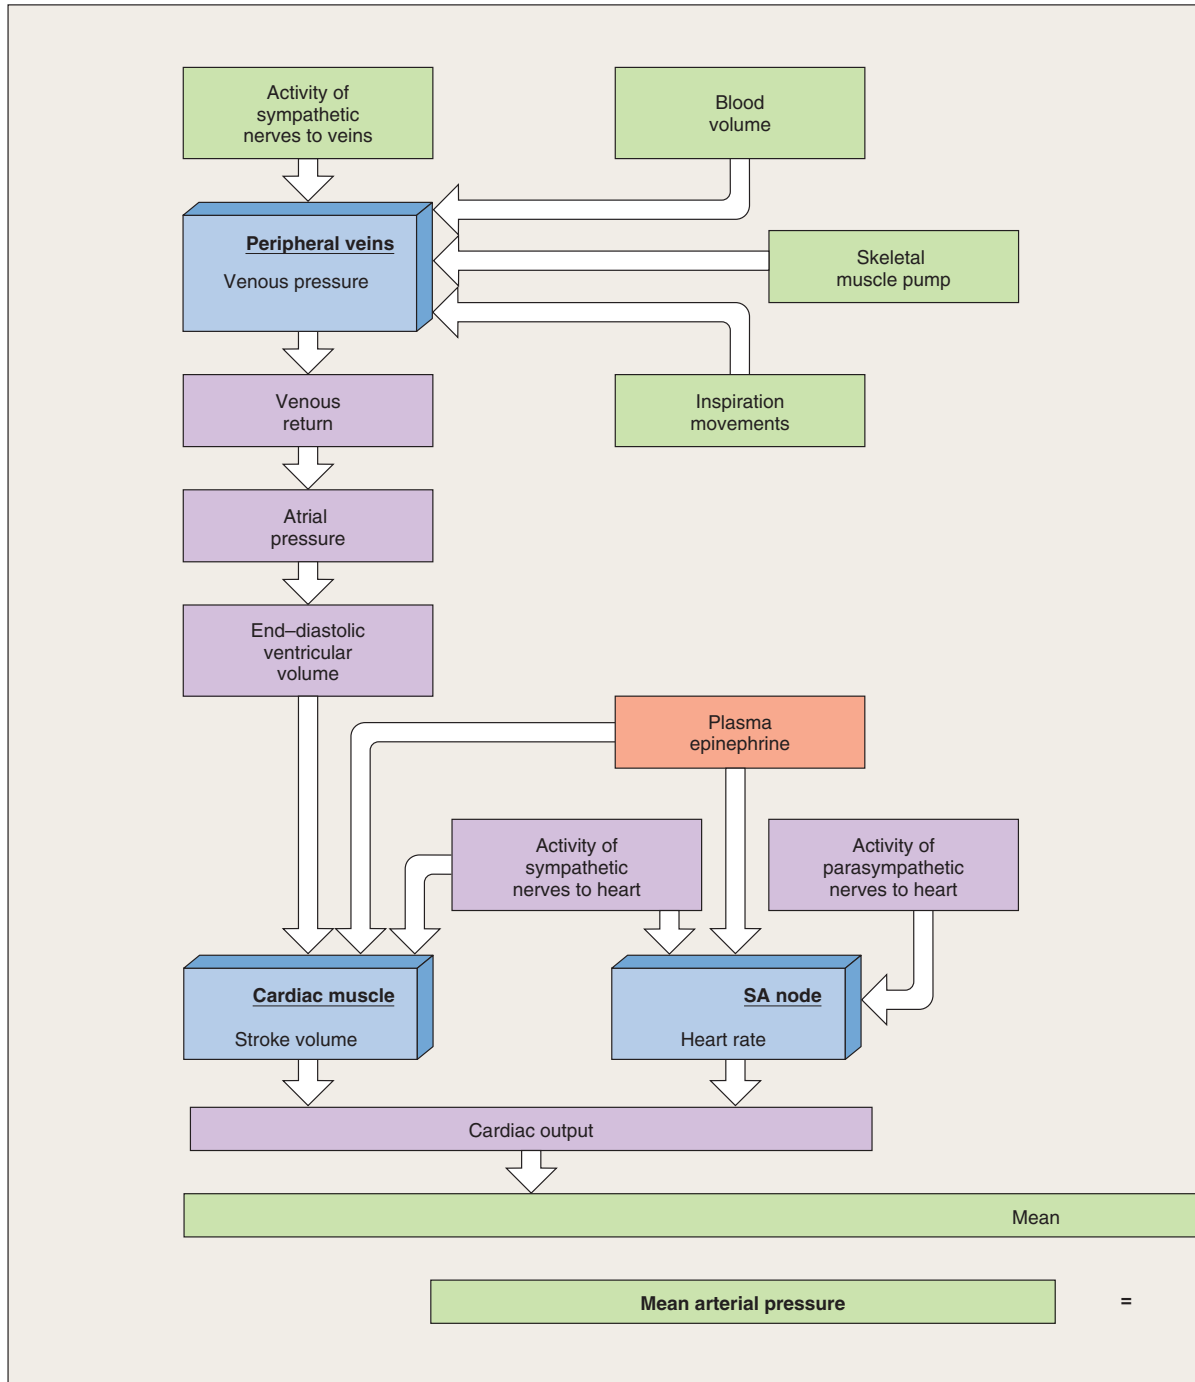 Activity of
sympathetic
nerves to veins
Blood
volume
Peripheral veins
Venous pressure
Skeletal
muscle pump
Venous
return
Inspiration
movements
Atrial
pressure
End–diastolic
ventricular
volume
Plasma
epinephrine
Activity of
sympathetic
nerves to heart
Activity of
parasympathetic
nerves to heart
Cardiac muscle
Stroke volume
SA node
Heart rate
Cardiac output
Mean
Mean arterial pressure =